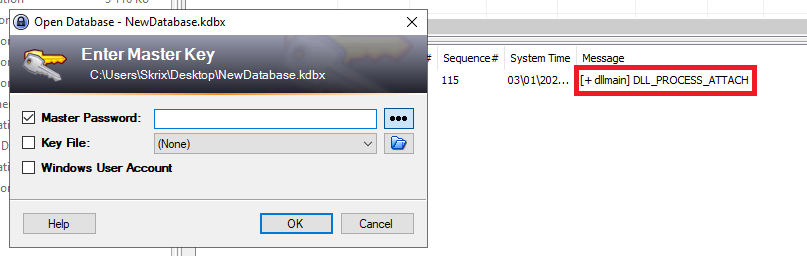 Open Database - NewDatabase.kdbx
Enter Master Key
C:\Users\Skrix\Desktop\NewDatabase.kdbx
Master Password:
Key File:
(None)
Windows User Account
Help
OK
Cancel
Sequence# System Time Message
115 03\01\202... [+ dllmain] DLL_PROCESS_ATTACH